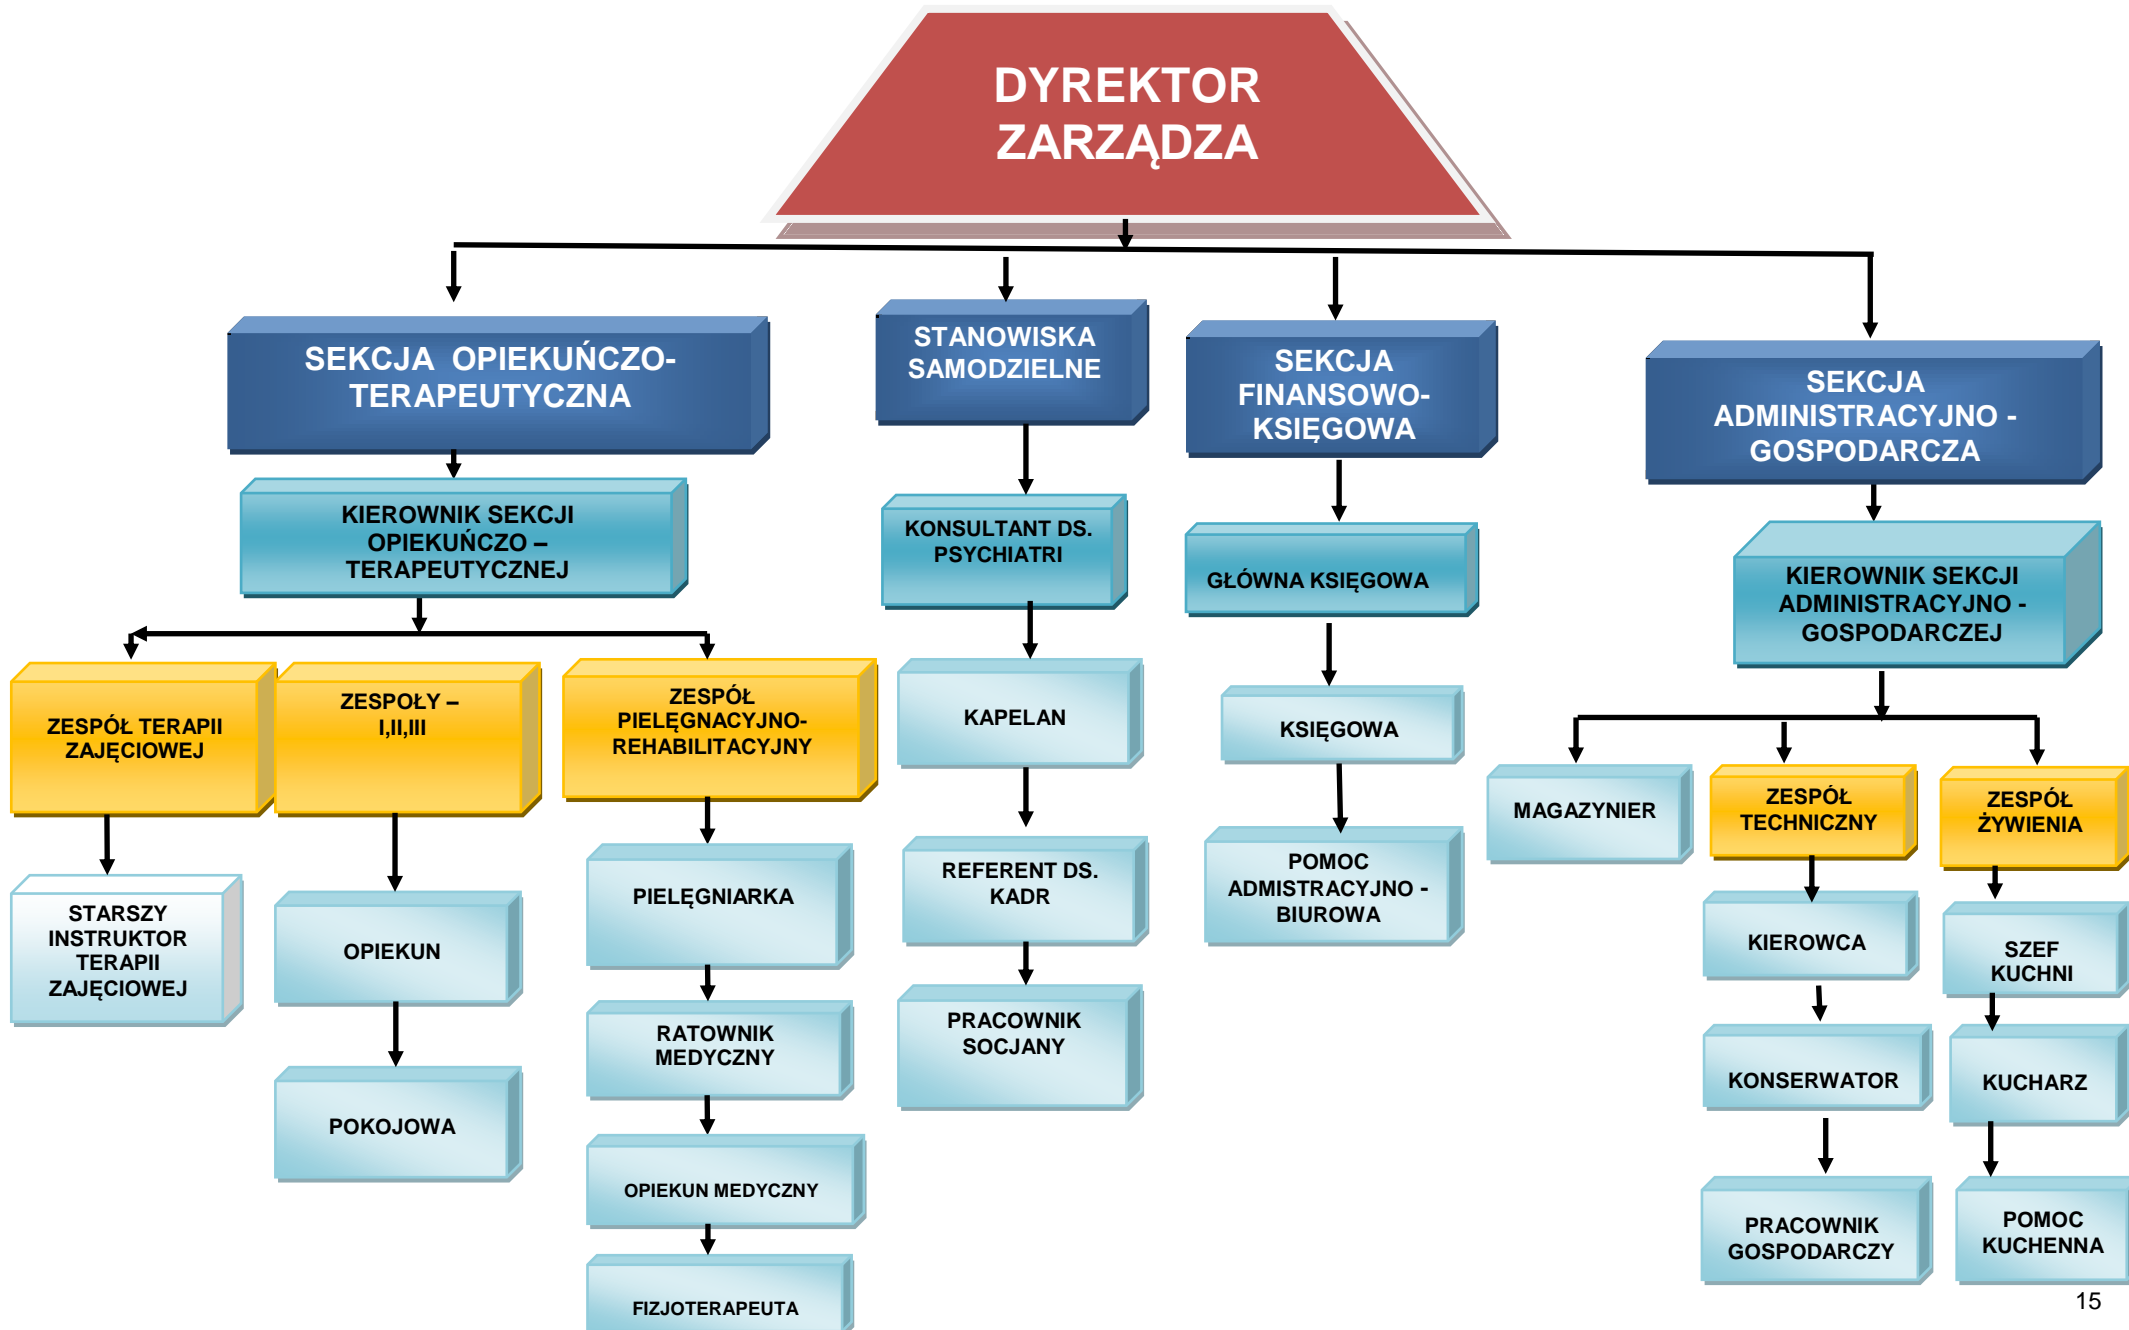 DYREKTOR
ZARZĄDZA
SEKCJA OPIEKUŃCZO-
TERAPEUTYCZNA
STANOWISKA
SAMODZIELNE
SEKCJA
FINANSOWO-
KSIĘGOWA
SEKCJA
ADMINISTRACYJNO -
GOSPODARCZA
KIEROWNIK SEKCJI
OPIEKUŃCZO –
TERAPEUTYCZNEJ
KONSULTANT DS.
PSYCHIATRI
GŁÓWNA KSIĘGOWA
KIEROWNIK SEKCJI
ADMINISTRACYJNO -
GOSPODARCZEJ
ZESPÓŁ TERAPII
ZAJĘCIOWEJ
ZESPOŁY –
I,II,III
ZESPÓŁ
PIELĘGNACYJNO-
REHABILITACYJNY
KAPELAN
KSIĘGOWA
MAGAZYNIER
ZESPÓŁ
TECHNICZNY
ZESPÓŁ
ŻYWIENIA
STARSZY
INSTRUKTOR
TERAPII
ZAJĘCIOWEJ
OPIEKUN
PIELĘGNIARKA
REFERENT DS.
KADR
POMOC
ADMISTRACYJNO -
BIUROWA
KIEROWCA
SZEF
KUCHNI
POKOJOWA
RATOWNIK
MEDYCZNY
PRACOWNIK
SOCJANY
KONSERWATOR
KUCHARZ
OPIEKUN MEDYCZNY
PRACOWNIK
GOSPODARCZY
POMOC
KUCHENNA
FIZJOTERAPEUTA
15